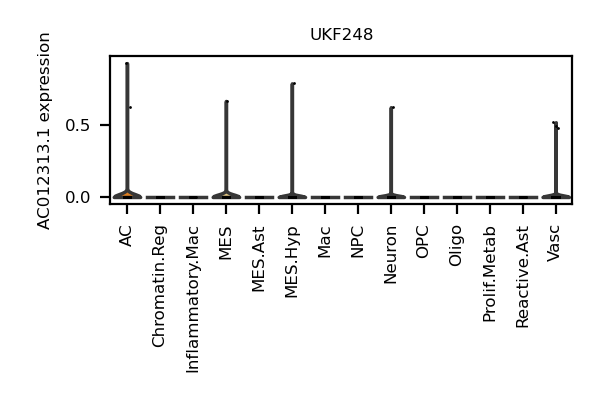 UKF248
AC012313.1 expression
0.5
0.0
AC
Chromatin.Reg
Inflammatory.Mac
MES
MES.Ast
MES.Hyp
Mac
NPC
Neuron
OPC
Oligo
Prolif.Metab
Reactive.Ast
Vasc